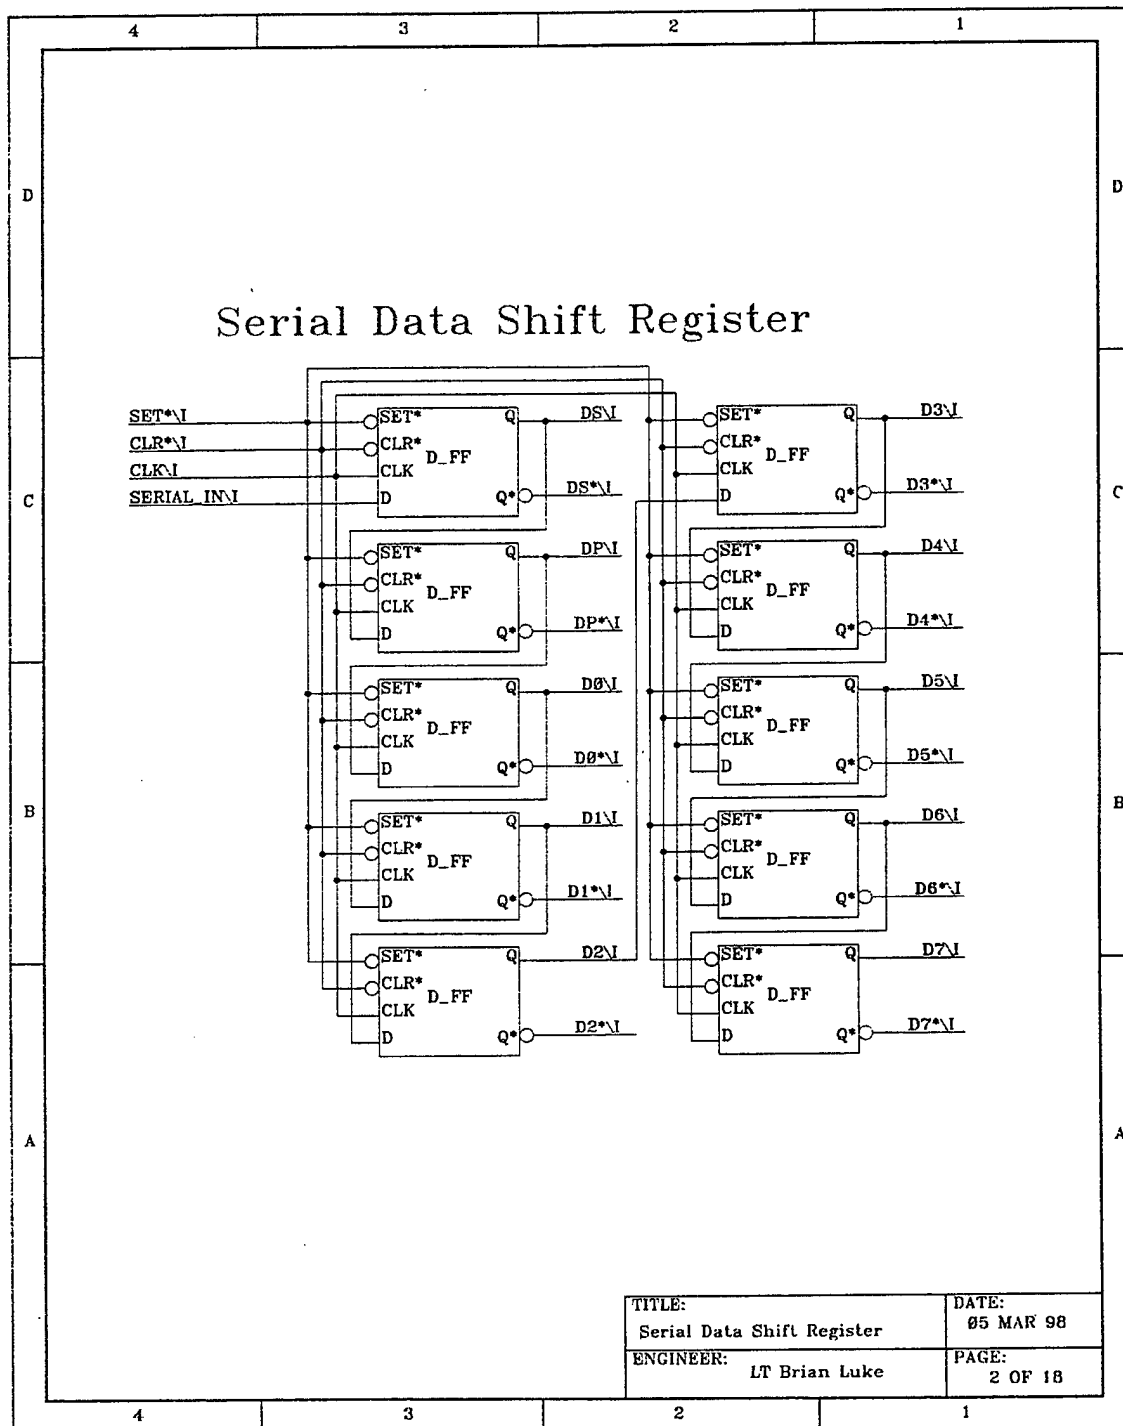 4 3 2 1
D D
Serial Data Shift Register
SET*\I
CLR*\I
CLK\I
SERIAL_IN\I
SET* Q DS\I
CLR* D_FF
CLK
D Q* DS*\I
SET* Q D3\I
CLR* D_FF
CLK
D Q* D3*\I
C C
SET* Q DP\I
CLR* D_FF
CLK
D Q* DP*\I
SET* Q D4\I
CLR* D_FF
CLK
D Q* D4*\I
SET* Q D0\I
CLR* D_FF
CLK
D Q* D0*\I
SET* Q D5\I
CLR* D_FF
CLK
D Q* D5*\I
B B
SET* Q D1\I
CLR* D_FF
CLK
D Q* D1*\I
SET* Q D6\I
CLR* D_FF
CLK
D Q* D6*\I
SET* Q D2\I
CLR* D_FF
CLK
D Q* D2*\I
SET* Q D7\I
CLR* D_FF
CLK
D Q* D7*\I
A A
TITLE:
Serial Data Shift Register
DATE:
05 MAR 98
ENGINEER:
LT Brian Luke
PAGE:
2 OF 18
4 3 2 1